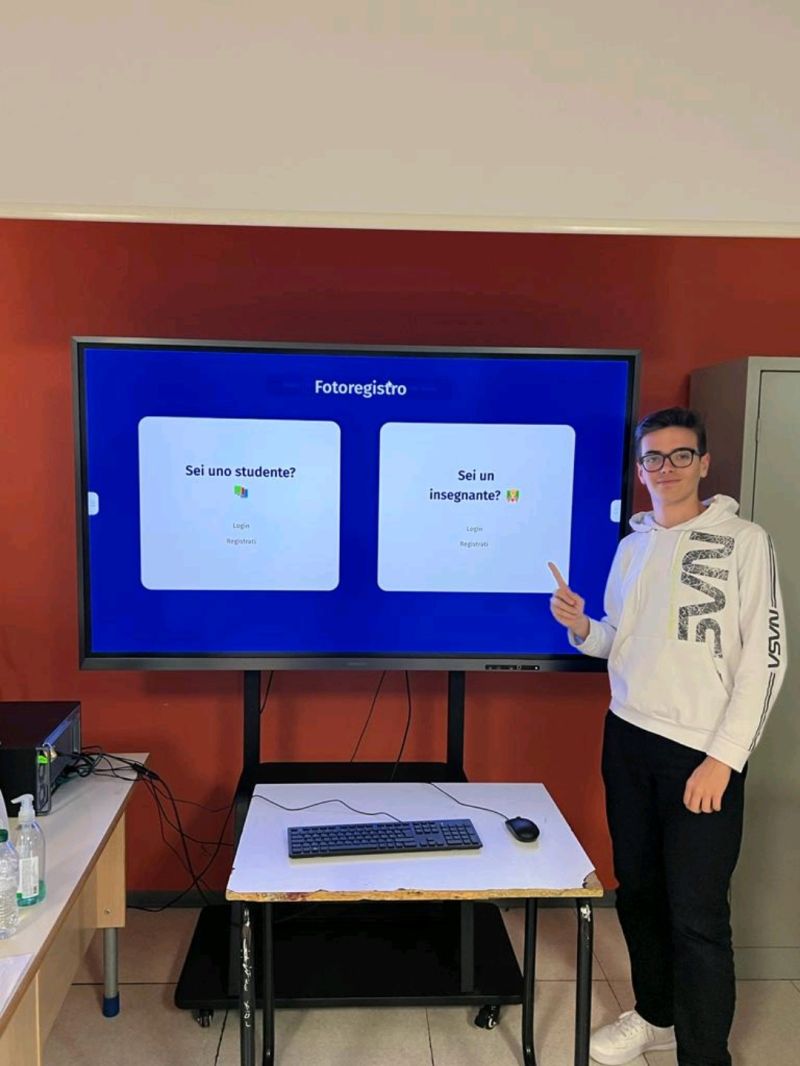 Fotoregistro
Sei uno studente?
Login
Registrati
Sei un
insegnante?
Login
Registrati
NASA
NASA